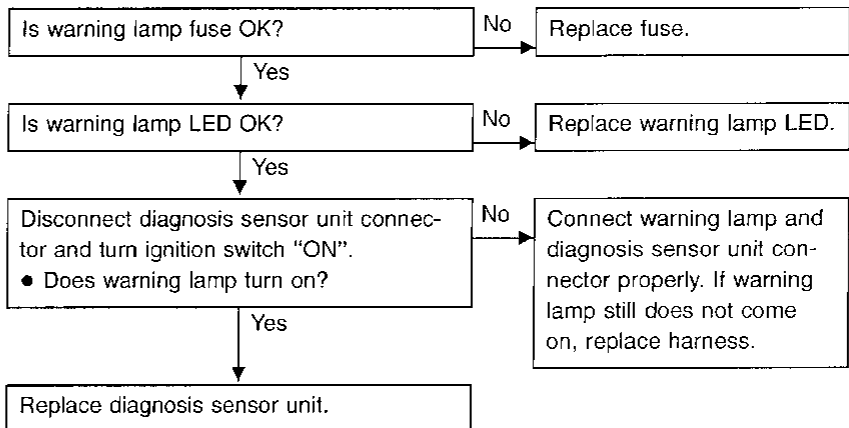 Is warning lamp fuse OK?
No
Replace fuse.
Yes
Is warning lamp LED OK?
No
Replace warning lamp LED.
Yes
Disconnect diagnosis sensor unit connec-
tor and turn ignition switch “ON”.
● Does warning lamp turn on?
No
Connect warning lamp and
diagnosis sensor unit con-
nector properly. If warning
lamp still does not come
on, replace harness.
Yes
Replace diagnosis sensor unit.